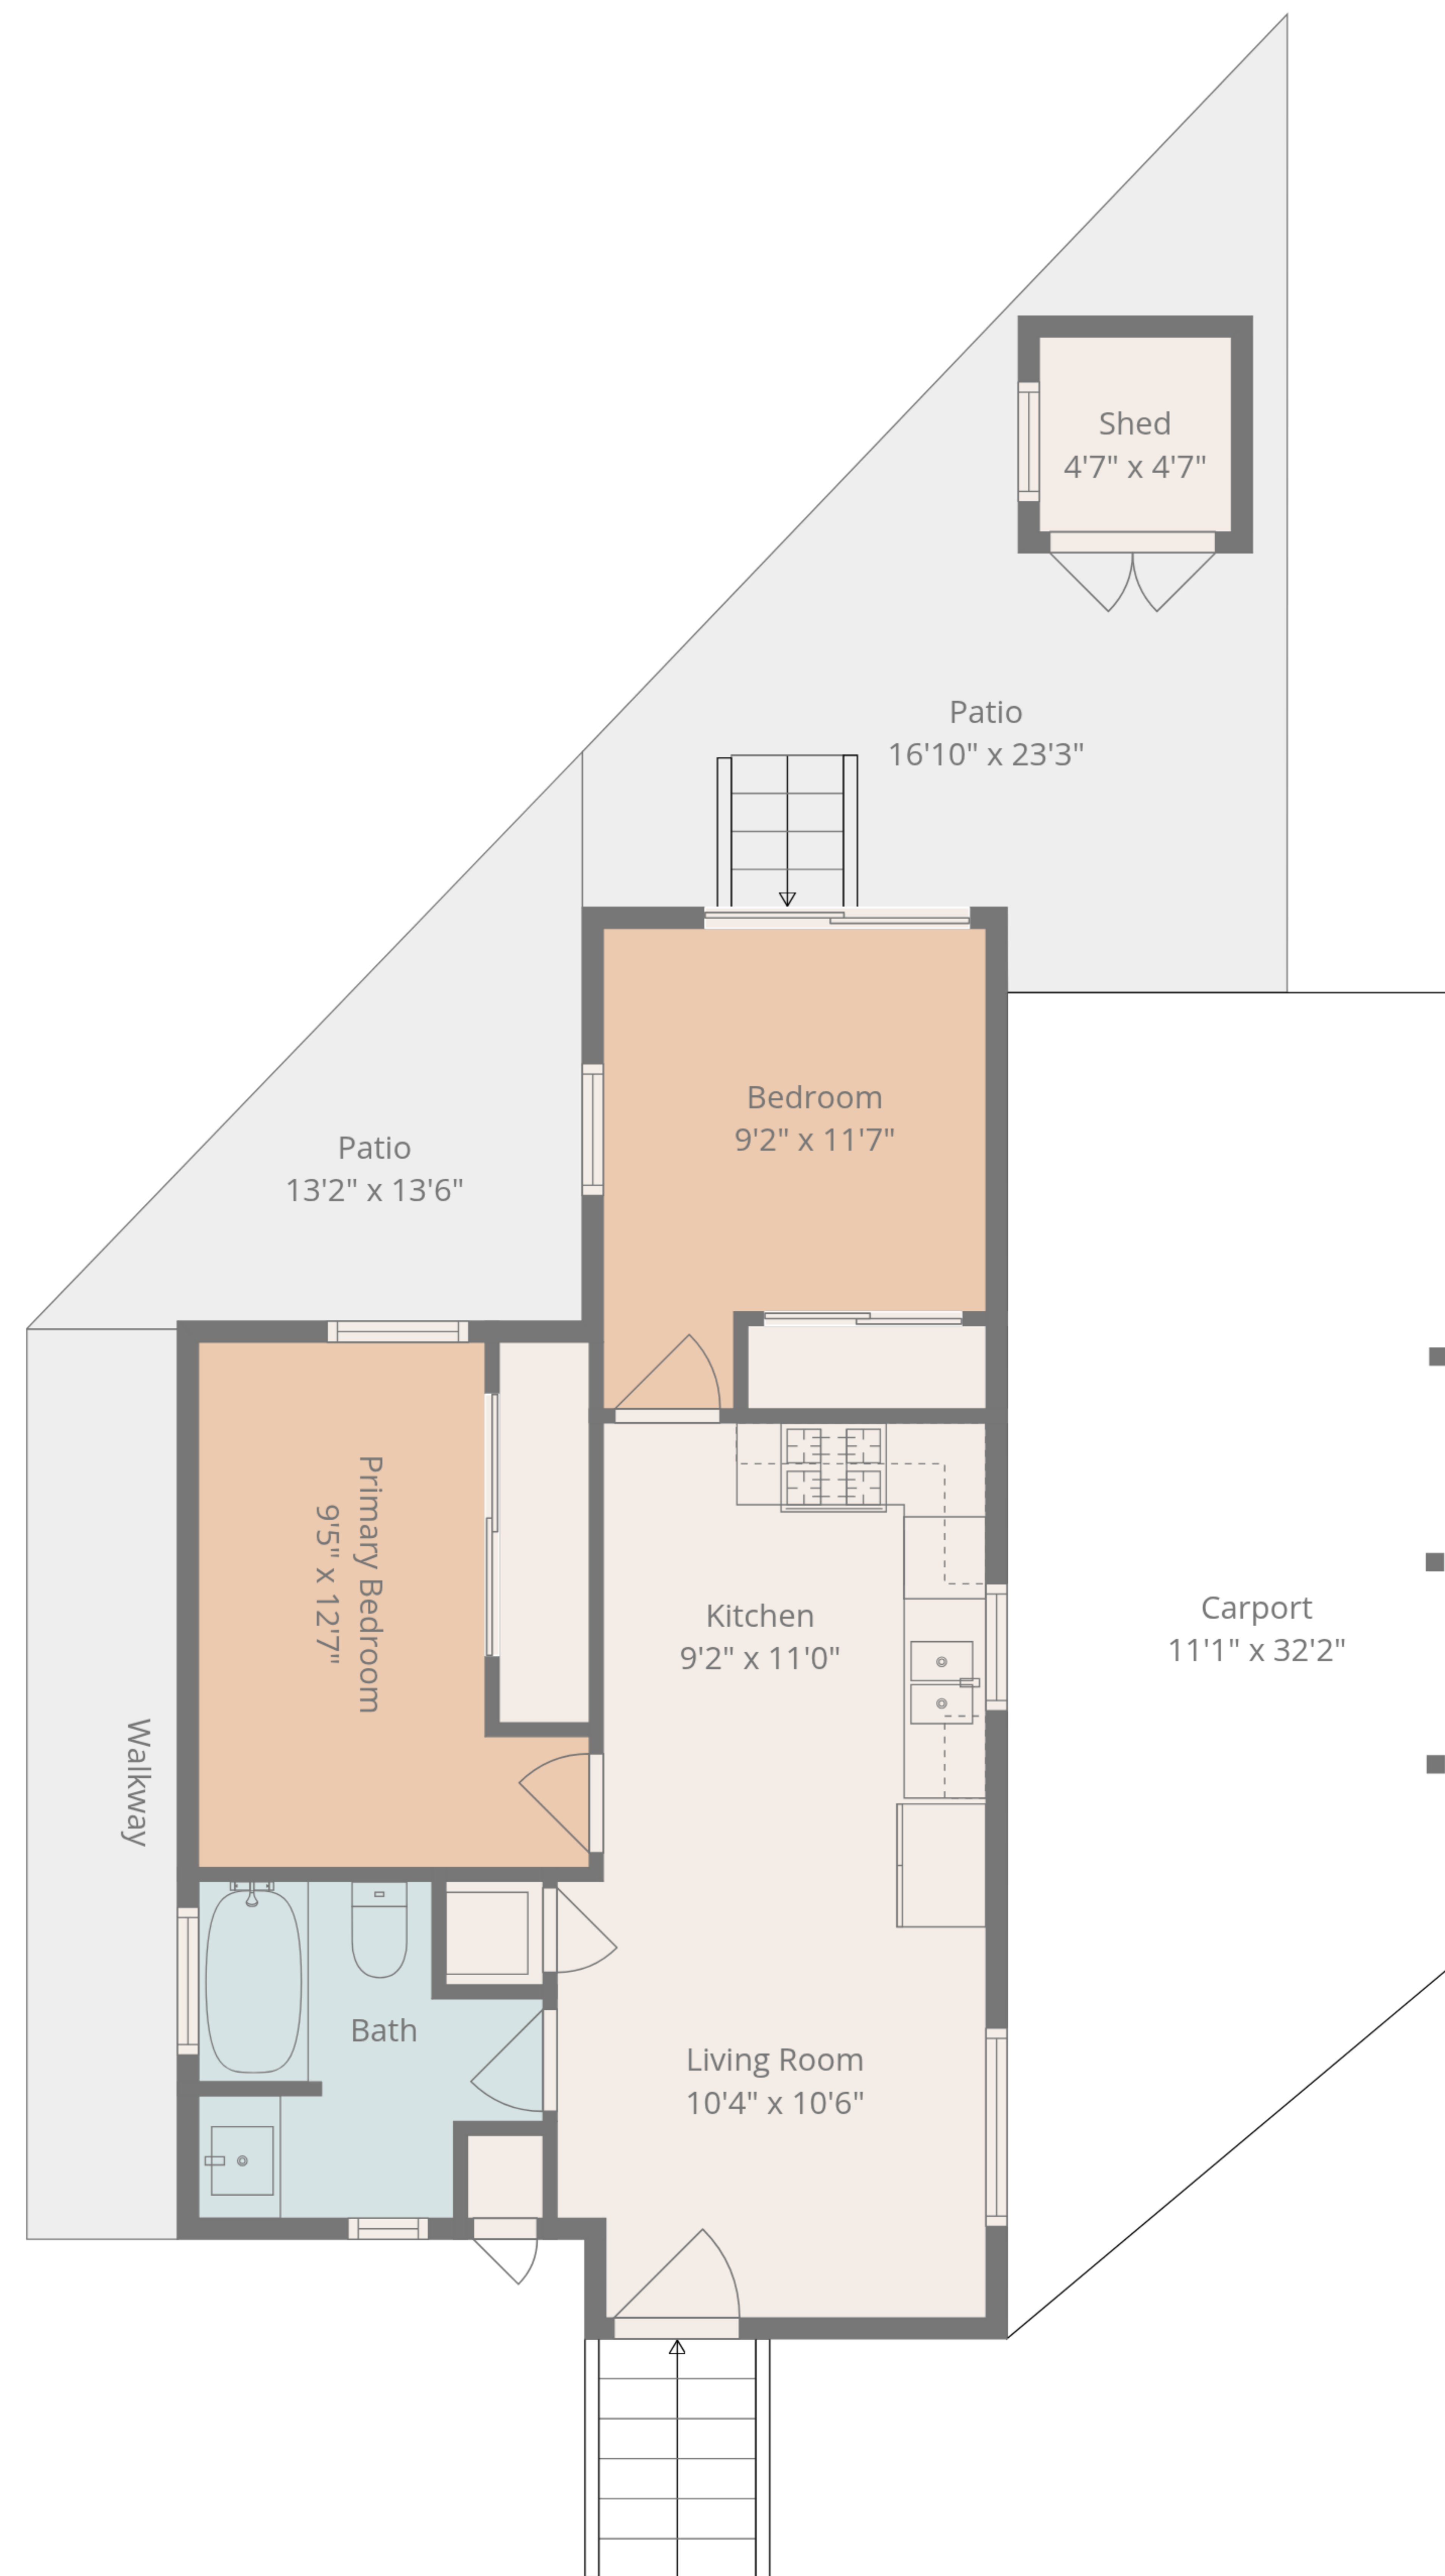 Shed
4'7" x 4'7"
Patio
16'10" x 23'3"
Bedroom
9'2" x 11'7"
Patio
13'2" x 13'6"
Primary Bedroom
9'5" x 12'7"
Kitchen
9'2" x 11'0"
Carport
11'1" x 32'2"
Walkway
Bath
Living Room
10'4" x 10'6"